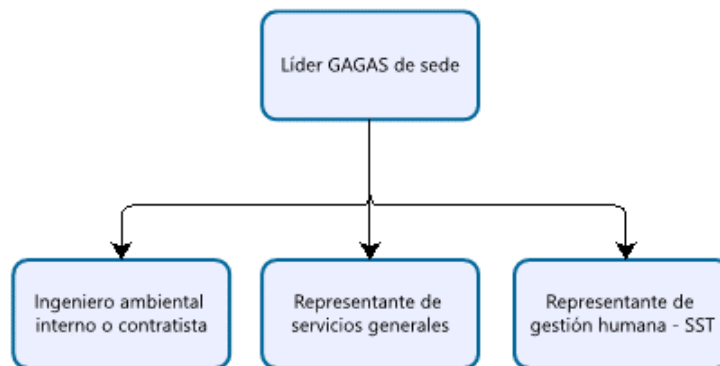 Líder GAGAS de sede
Ingeniero ambiental
interno o contratista
Representante de
servicios generales
Representante de
gestión humana - SST